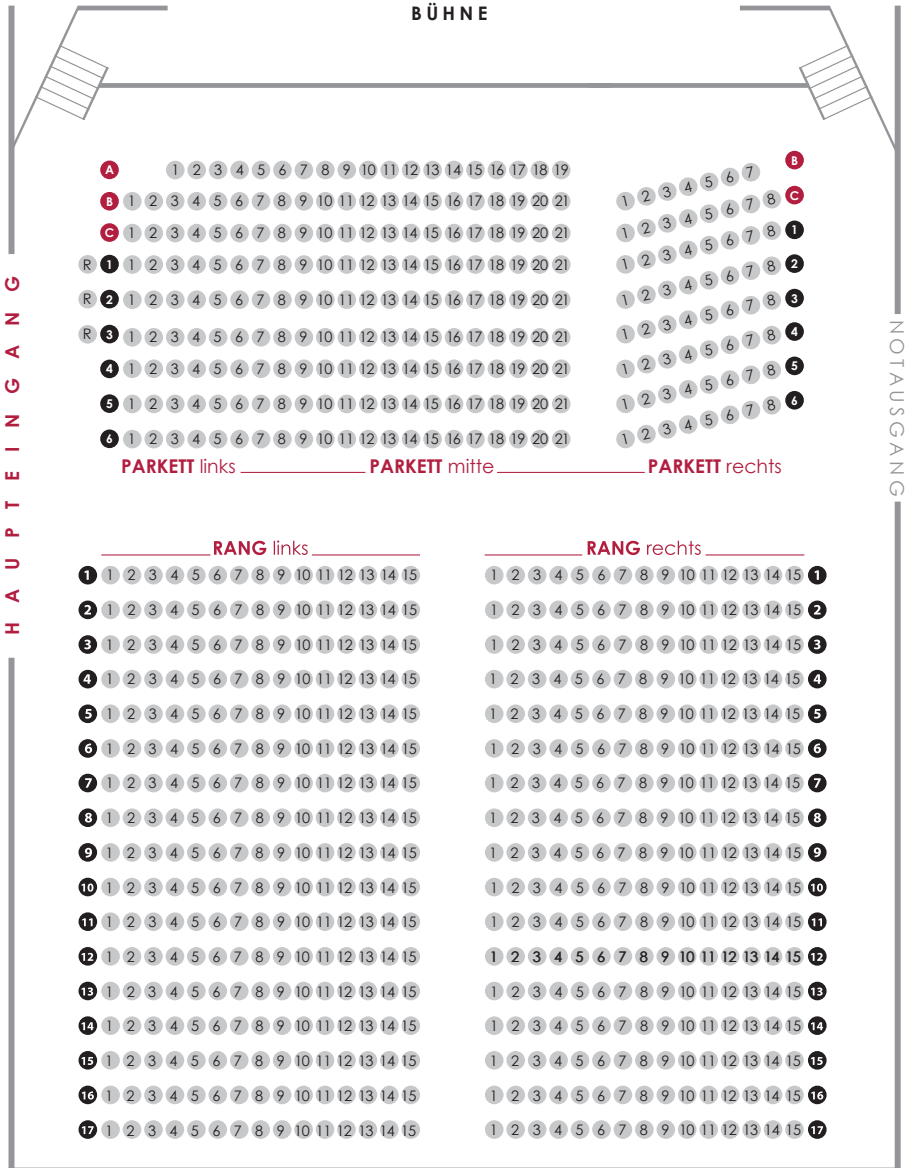 BÜHNE
A 1 2 3 4 5 6 7 8 9 10 11 12 13 14 15 16 17 18 19
B 1 2 3 4 5 6 7 8 9 10 11 12 13 14 15 16 17 18 19 20 21 1 2 3 4 5 6 7 B
C 1 2 3 4 5 6 7 8 9 10 11 12 13 14 15 16 17 18 19 20 21 1 2 3 4 5 6 7 8 C
R 1 1 2 3 4 5 6 7 8 9 10 11 12 13 14 15 16 17 18 19 20 21 1 2 3 4 5 6 7 8 1
R 2 1 2 3 4 5 6 7 8 9 10 11 12 13 14 15 16 17 18 19 20 21 1 2 3 4 5 6 7 8 2
R 3 1 2 3 4 5 6 7 8 9 10 11 12 13 14 15 16 17 18 19 20 21 1 2 3 4 5 6 7 8 3
4 1 2 3 4 5 6 7 8 9 10 11 12 13 14 15 16 17 18 19 20 21 1 2 3 4 5 6 7 8 4
5 1 2 3 4 5 6 7 8 9 10 11 12 13 14 15 16 17 18 19 20 21 1 2 3 4 5 6 7 8 5
6 1 2 3 4 5 6 7 8 9 10 11 12 13 14 15 16 17 18 19 20 21 1 2 3 4 5 6 7 8 6
PARKETT links PARKETT mitte PARKETT rechts
HAUPTEINGANG
NOTAUSGANG
RANG links RANG rechts
1 1 2 3 4 5 6 7 8 9 10 11 12 13 14 15 1 2 3 4 5 6 7 8 9 10 11 12 13 14 15 1
2 1 2 3 4 5 6 7 8 9 10 11 12 13 14 15 1 2 3 4 5 6 7 8 9 10 11 12 13 14 15 2
3 1 2 3 4 5 6 7 8 9 10 11 12 13 14 15 1 2 3 4 5 6 7 8 9 10 11 12 13 14 15 3
4 1 2 3 4 5 6 7 8 9 10 11 12 13 14 15 1 2 3 4 5 6 7 8 9 10 11 12 13 14 15 4
5 1 2 3 4 5 6 7 8 9 10 11 12 13 14 15 1 2 3 4 5 6 7 8 9 10 11 12 13 14 15 5
6 1 2 3 4 5 6 7 8 9 10 11 12 13 14 15 1 2 3 4 5 6 7 8 9 10 11 12 13 14 15 6
7 1 2 3 4 5 6 7 8 9 10 11 12 13 14 15 1 2 3 4 5 6 7 8 9 10 11 12 13 14 15 7
8 1 2 3 4 5 6 7 8 9 10 11 12 13 14 15 1 2 3 4 5 6 7 8 9 10 11 12 13 14 15 8
9 1 2 3 4 5 6 7 8 9 10 11 12 13 14 15 1 2 3 4 5 6 7 8 9 10 11 12 13 14 15 9
10 1 2 3 4 5 6 7 8 9 10 11 12 13 14 15 1 2 3 4 5 6 7 8 9 10 11 12 13 14 15 10
11 1 2 3 4 5 6 7 8 9 10 11 12 13 14 15 1 2 3 4 5 6 7 8 9 10 11 12 13 14 15 11
12 1 2 3 4 5 6 7 8 9 10 11 12 13 14 15 1 2 3 4 5 6 7 8 9 10 11 12 13 14 15 12
13 1 2 3 4 5 6 7 8 9 10 11 12 13 14 15 1 2 3 4 5 6 7 8 9 10 11 12 13 14 15 13
14 1 2 3 4 5 6 7 8 9 10 11 12 13 14 15 1 2 3 4 5 6 7 8 9 10 11 12 13 14 15 14
15 1 2 3 4 5 6 7 8 9 10 11 12 13 14 15 1 2 3 4 5 6 7 8 9 10 11 12 13 14 15 15
16 1 2 3 4 5 6 7 8 9 10 11 12 13 14 15 1 2 3 4 5 6 7 8 9 10 11 12 13 14 15 16
17 1 2 3 4 5 6 7 8 9 10 11 12 13 14 15 1 2 3 4 5 6 7 8 9 10 11 12 13 14 15 17